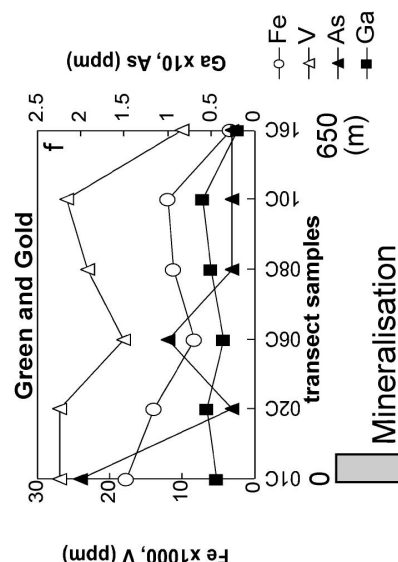 Green and Gold
f
Fe x1000, V (ppm)
30
20
10
0
Ga x10, As (ppm)
2.5
2
1.5
1
0.5
0
01C 02C 06C 08C 10C 16C
transect samples
0
650
(m)
Mineralisation
Fe
V
As
Ga